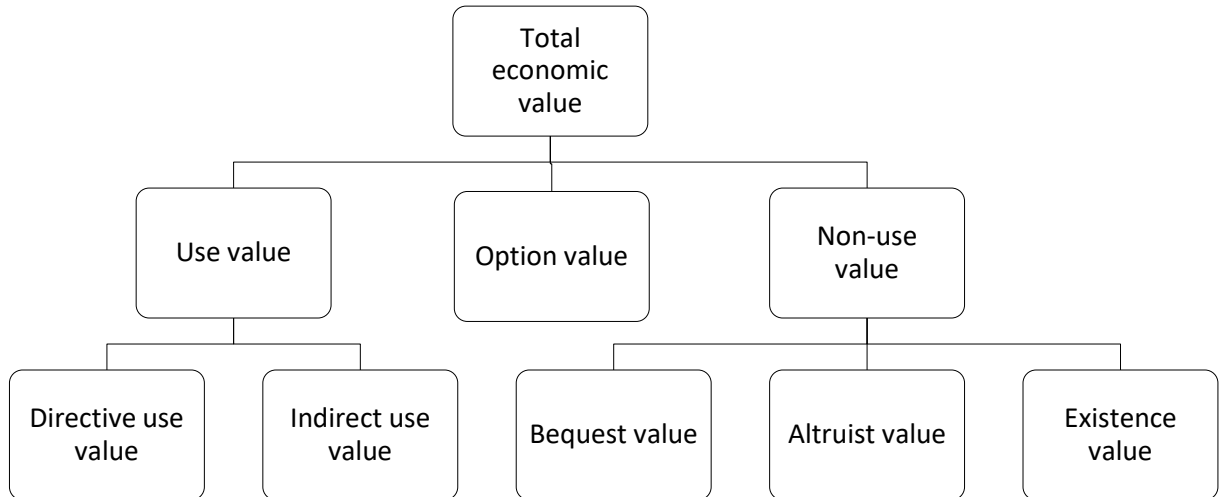 Total
economic
value
Use value
Option value
Non-use
value
Directive use
value
Indirect use
value
Bequest value
Altruist value
Existence
value